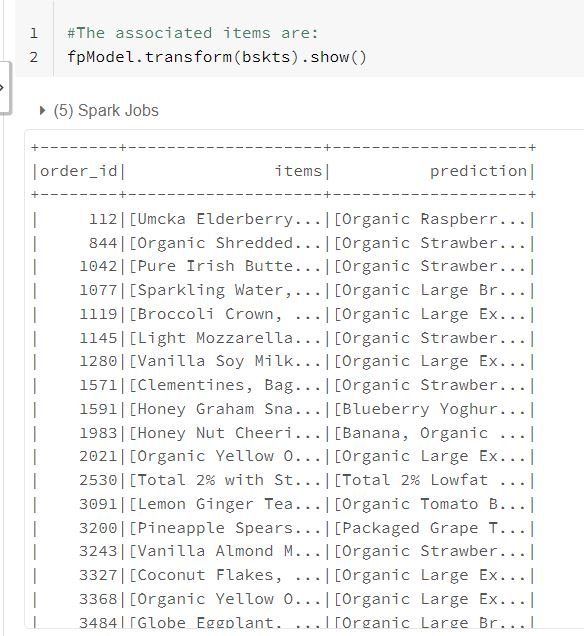 1 #The associated items are:
2 fpModel.transform(bskts).show()
(5) Spark Jobs
+--------+--------------------+--------------------+
|order_id|               items|          prediction|
+--------+--------------------+--------------------+
|     112|[Umcka Elderberry...|[Organic Raspberr...|
|     844|[Organic Shredded...|[Organic Strawber...|
|    1042|[Pure Irish Butte...|[Organic Strawber...|
|    1077|[Sparkling Water,...|[Organic Large Br...|
|    1119|[Broccoli Crown, ...|[Organic Large Ex...|
|    1145|[Light Mozzarella...|[Organic Strawber...|
|    1280|[Vanilla Soy Milk...|[Organic Large Ex...|
|    1571|[Clementines, Bag...|[Organic Strawber...|
|    1591|[Honey Graham Sna...|[Blueberry Yoghur...|
|    1983|[Honey Nut Cheeri...|[Banana, Organic ...|
|    2021|[Organic Yellow O...|[Organic Large Ex...|
|    2530|[Total 2% with St...|[Total 2% Lowfat ...|
|    3091|[Lemon Ginger Tea...|[Organic Tomato B...|
|    3200|[Pineapple Spears...|[Packaged Grape T...|
|    3243|[Vanilla Almond M...|[Organic Strawber...|
|    3327|[Coconut Flakes, ...|[Organic Large Ex...|
|    3368|[Organic Yellow O...|[Organic Large Ex...|
|    3484|[Globe Eggplant, ...|[Organic Large Br...|